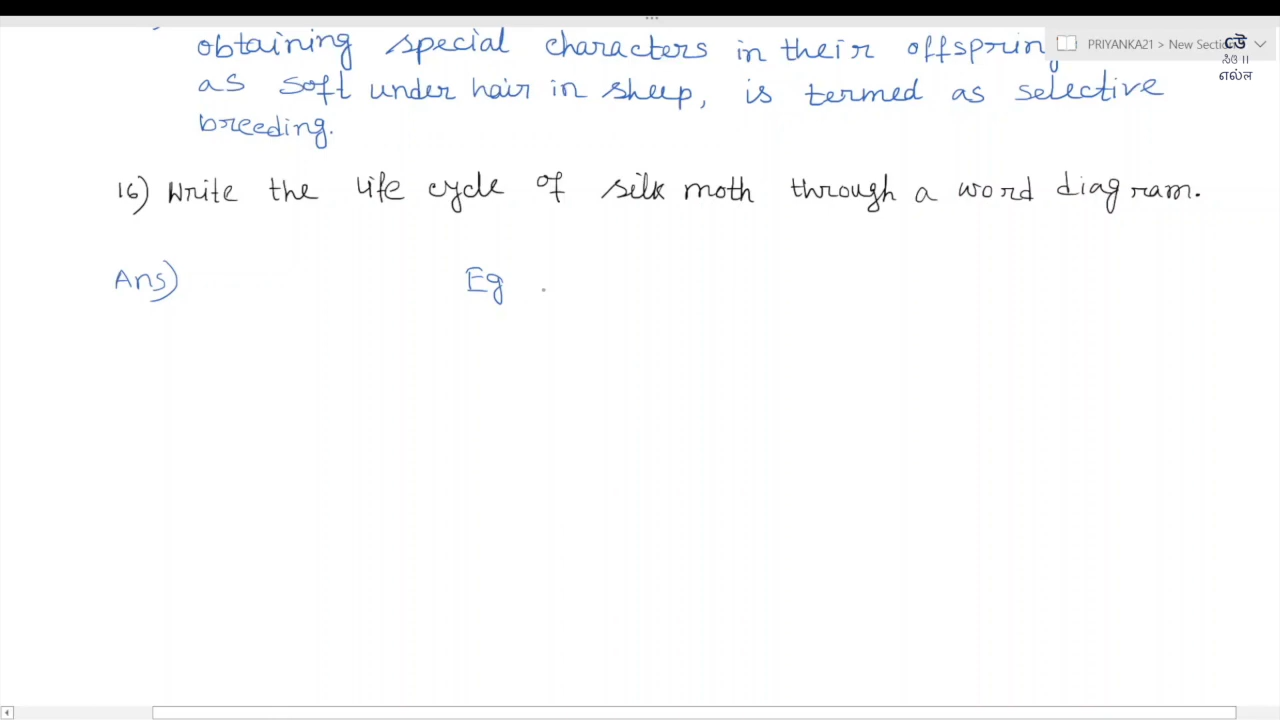 obtaining special characters in their offspring
PRIYANKA21 > New Section
as soft under hair in sheep, is termed as selective
breeding.
16) Write the life cycle of silk moth through a word diagram.
Ans) Eg